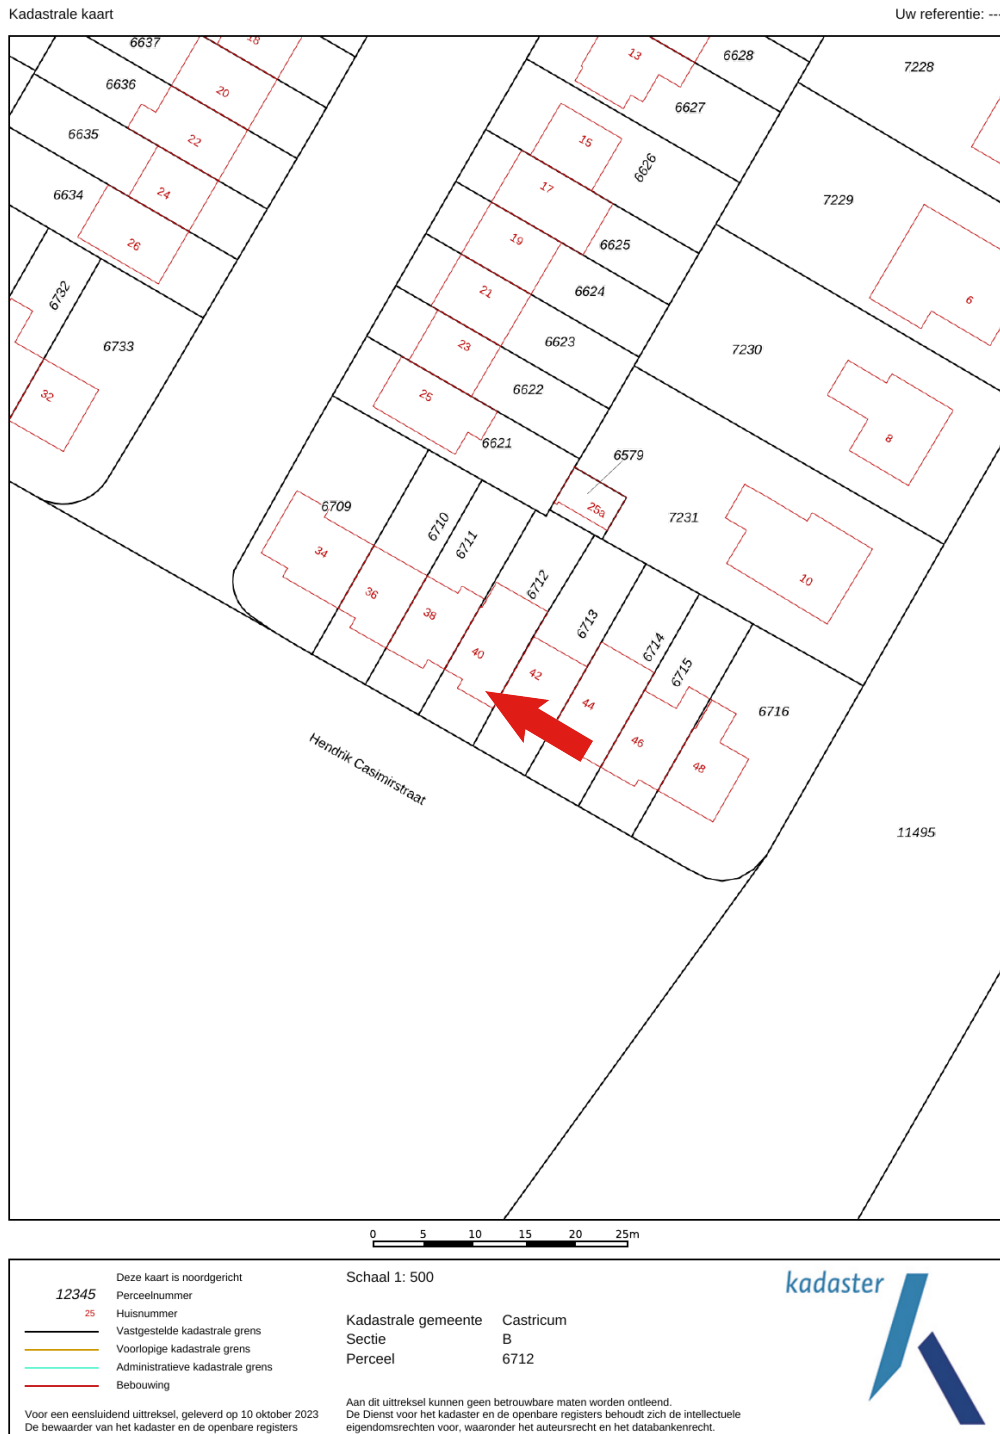 Kadastrale kaart
Uw referentie: ---
6637
18
13
6628
7228
6636
20
6627
6635
22
15
6626
6634
24
17
7229
26
19
6625
6732
21
6624
6
6733
23
6623
7230
32
25
6622
8
6621
6579
6709
6710
25a
7231
34
6711
10
36
6712
38
6713
40
6714
42
6715
44
6716
46
48
Hendrik Casimirstraat
11495
0 5 10 15 20 25m
Deze kaart is noordgericht
12345 Perceelnummer
25 Huisnummer
Vastgestelde kadastrale grens
Voorlopige kadastrale grens
Administratieve kadastrale grens
Bebouwing
Voor een eensluidend uittreksel, geleverd op 10 oktober 2023
De bewaarder van het kadaster en de openbare registers
Schaal 1: 500
Kadastrale gemeente Castricum
Sectie B
Perceel 6712
Aan dit uittreksel kunnen geen betrouwbare maten worden ontleend.
De Dienst voor het kadaster en de openbare registers behoudt zich de intellectuele
eigendomsrechten voor, waaronder het auteursrecht en het databankenrecht.
kadaster